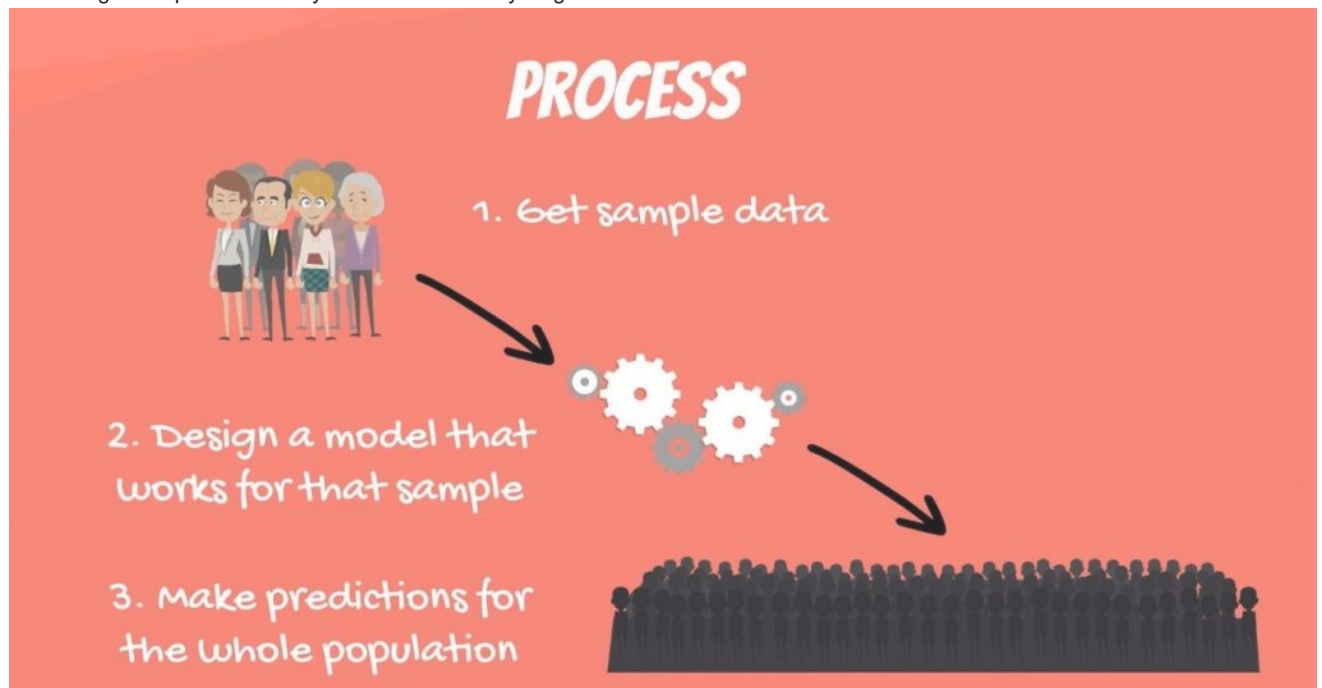 PROCESS
1. Get sample data
2. Design a model that
works for that sample
3. Make predictions for
the whole population